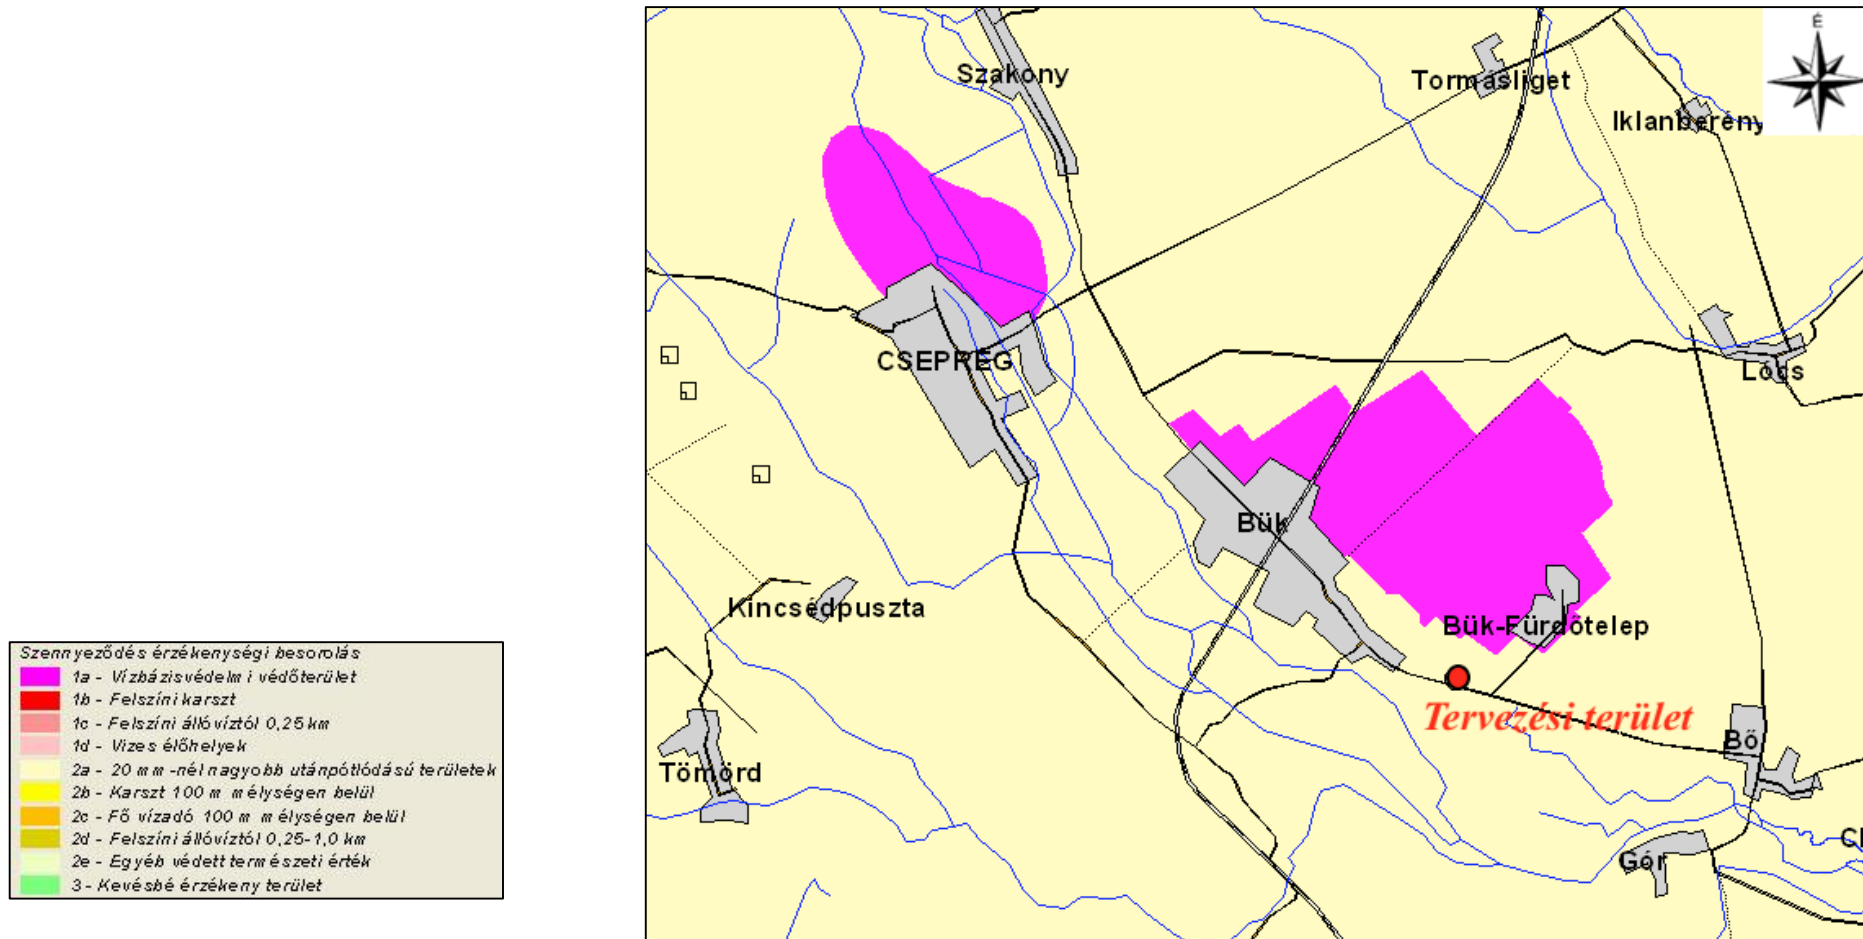 É
Szakony
Tormásliget
Iklanberény
CSEPREG
Lócs
Bük
Kincsédpuszta
Bük-Fürdőtelep
Tervezési terület
Bő
Tömörd
Gór
Szennyeződés érzékenységi besorolás
1a - Vízbázisvédelmi védőterület
1b - Felszíni karszt
1c - Felszíni állóvíztól 0,25 km
1d - Vizes élőhelyek
2a - 20 mm-nél nagyobb utánpótlódású területek
2b - Karszt 100 m mélységen belül
2c - Fő vízadó 100 m mélységen belül
2d - Felszíni állóvíztól 0,25-1,0 km
2e - Egyéb védett természeti érték
3 - Kevésbé érzékeny terület